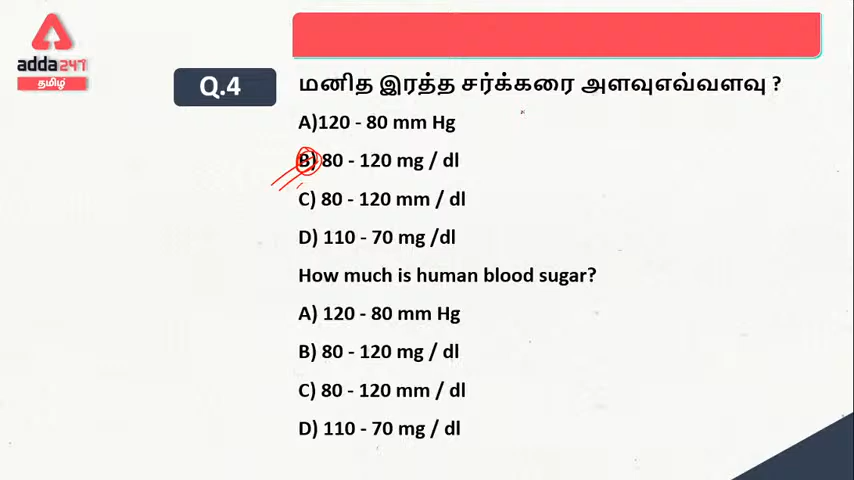 adda247
தமிழ்
Q.4
மனித இரத்த சர்க்கரை அளவுஎவ்வளவு ?
A)120 - 80 mm Hg
B) 80 - 120 mg / dl
C) 80 - 120 mm / dl
D) 110 - 70 mg /dl
How much is human blood sugar?
A) 120 - 80 mm Hg
B) 80 - 120 mg / dl
C) 80 - 120 mm / dl
D) 110 - 70 mg / dl